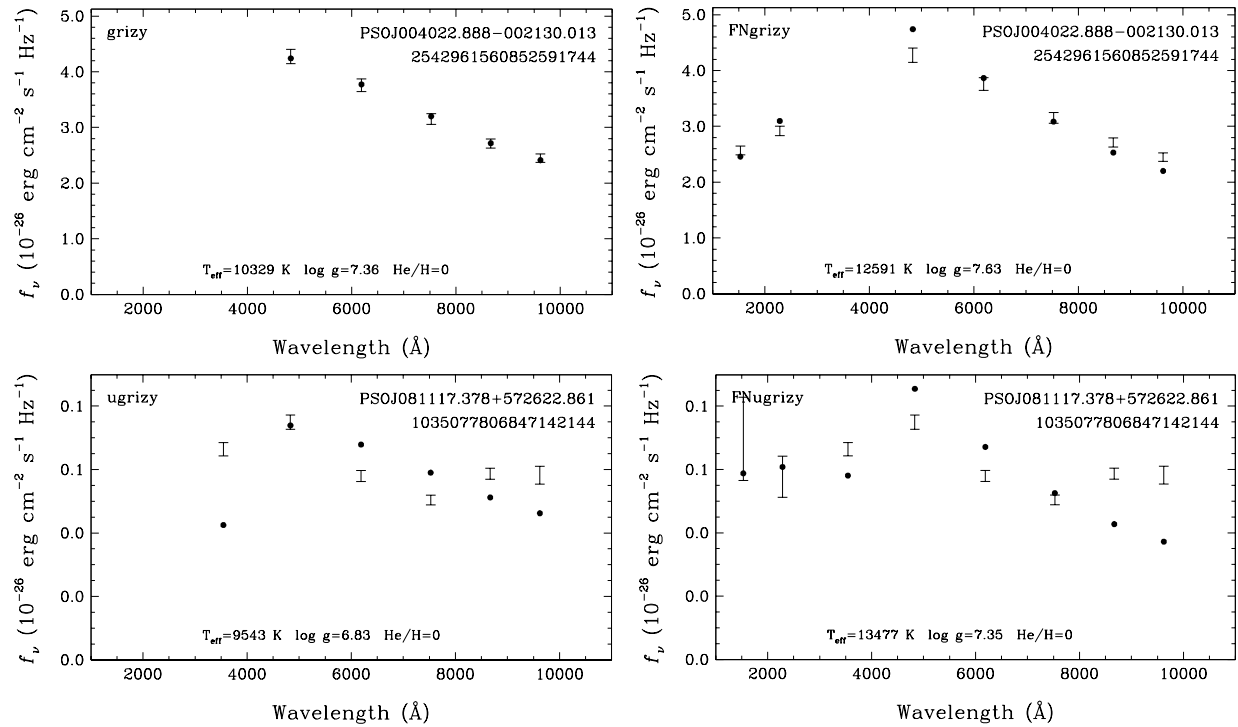 grizy
PSOJ004022.888−002130.013
2542961560852591744
5.0
4.0
3.0
2.0
1.0
0.0
f_ν (10⁻²⁶ erg cm⁻² s⁻¹ Hz⁻¹)
T_eff=10329 K log g=7.36 He/H=0
2000 4000 6000 8000 10000
Wavelength (Å)
FNgrizy
PSOJ004022.888−002130.013
2542961560852591744
5.0
4.0
3.0
2.0
1.0
0.0
f_ν (10⁻²⁶ erg cm⁻² s⁻¹ Hz⁻¹)
T_eff=12591 K log g=7.63 He/H=0
2000 4000 6000 8000 10000
Wavelength (Å)
ugrizy
PSOJ081117.378+572622.861
1035077806847142144
0.1
0.1
0.0
0.0
0.0
f_ν (10⁻²⁶ erg cm⁻² s⁻¹ Hz⁻¹)
T_eff=9543 K log g=6.83 He/H=0
2000 4000 6000 8000 10000
Wavelength (Å)
FNugrizy
PSOJ081117.378+572622.861
1035077806847142144
0.1
0.1
0.0
0.0
0.0
f_ν (10⁻²⁶ erg cm⁻² s⁻¹ Hz⁻¹)
T_eff=13477 K log g=7.35 He/H=0
2000 4000 6000 8000 10000
Wavelength (Å)